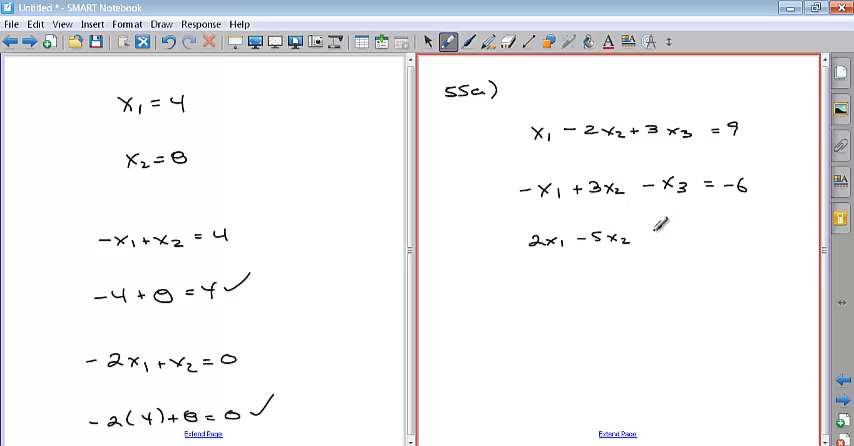 Untitled * - SMART Notebook
File Edit View Insert Format Draw Response Help
x₁ = 4
x₂ = 8
-x₁ + x₂ = 4
-4 + 8 = 4 ✓
-2x₁ + x₂ = 0
-2(4) + 8 = 0 ✓
Extend Page
55a)
x₁ - 2x₂ + 3x₃ = 9
-x₁ + 3x₂ - x₃ = -6
2x₁ - 5x₂
Extend Page